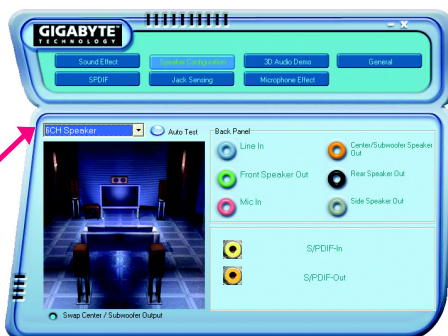 GIGABYTE™
TECHNOLOGY
Sound Effect
Speaker Configuration
3D Audio Demo
General
SPDIF
Jack Sensing
Microphone Effect
6CH Speaker
Auto Test
Back Panel
Line In
Center/Subwoofer Speaker
Out
Front Speaker Out
Rear Speaker Out
Mic In
Side Speaker Out
S/PDIF-In
S/PDIF-Out
Swap Center / Subwoofer Output